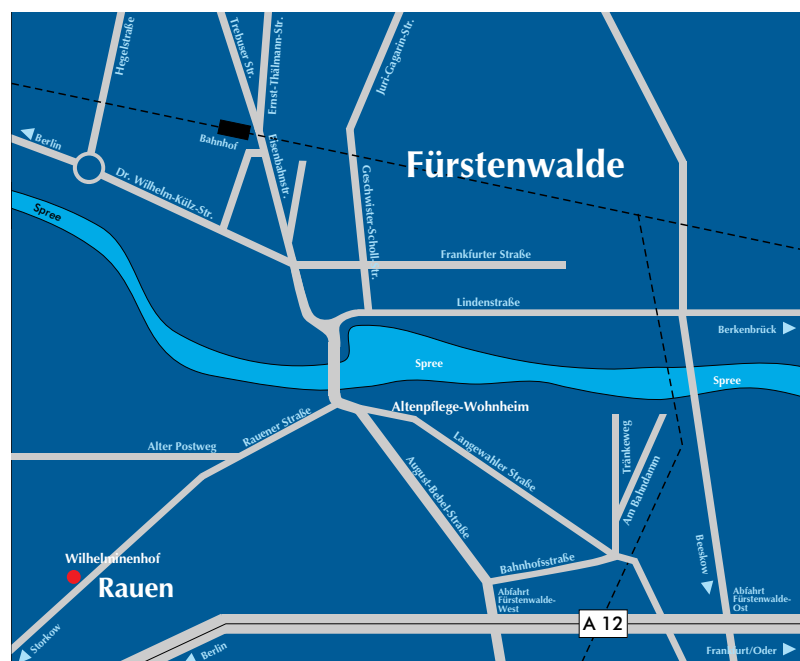 Hegelstraße
Trebuser Str.
Ernst-Thälmann-Str.
Juri-Gagarin-Str.
Berlin
Bahnhof
Eisenbahnstr.
Fürstenwalde
Dr. Wilhelm-Külz-Str.
Geschwister-Scholl-Str.
Spree
Frankfurter Straße
Lindenstraße
Berkenbrück
Spree
Spree
Altenpflege-Wohnheim
Rauener Straße
Alter Postweg
Langewahler Straße
Tränkeweg
August-Bebel-Straße
Am Bahndamm
Wilhelminenhof
Rauen
Bahnhofsstraße
Beeskow
Abfahrt
Fürstenwalde-
West
Abfahrt
Fürstenwalde-
Ost
A 12
Storkow
Berlin
Frankfurt/Oder